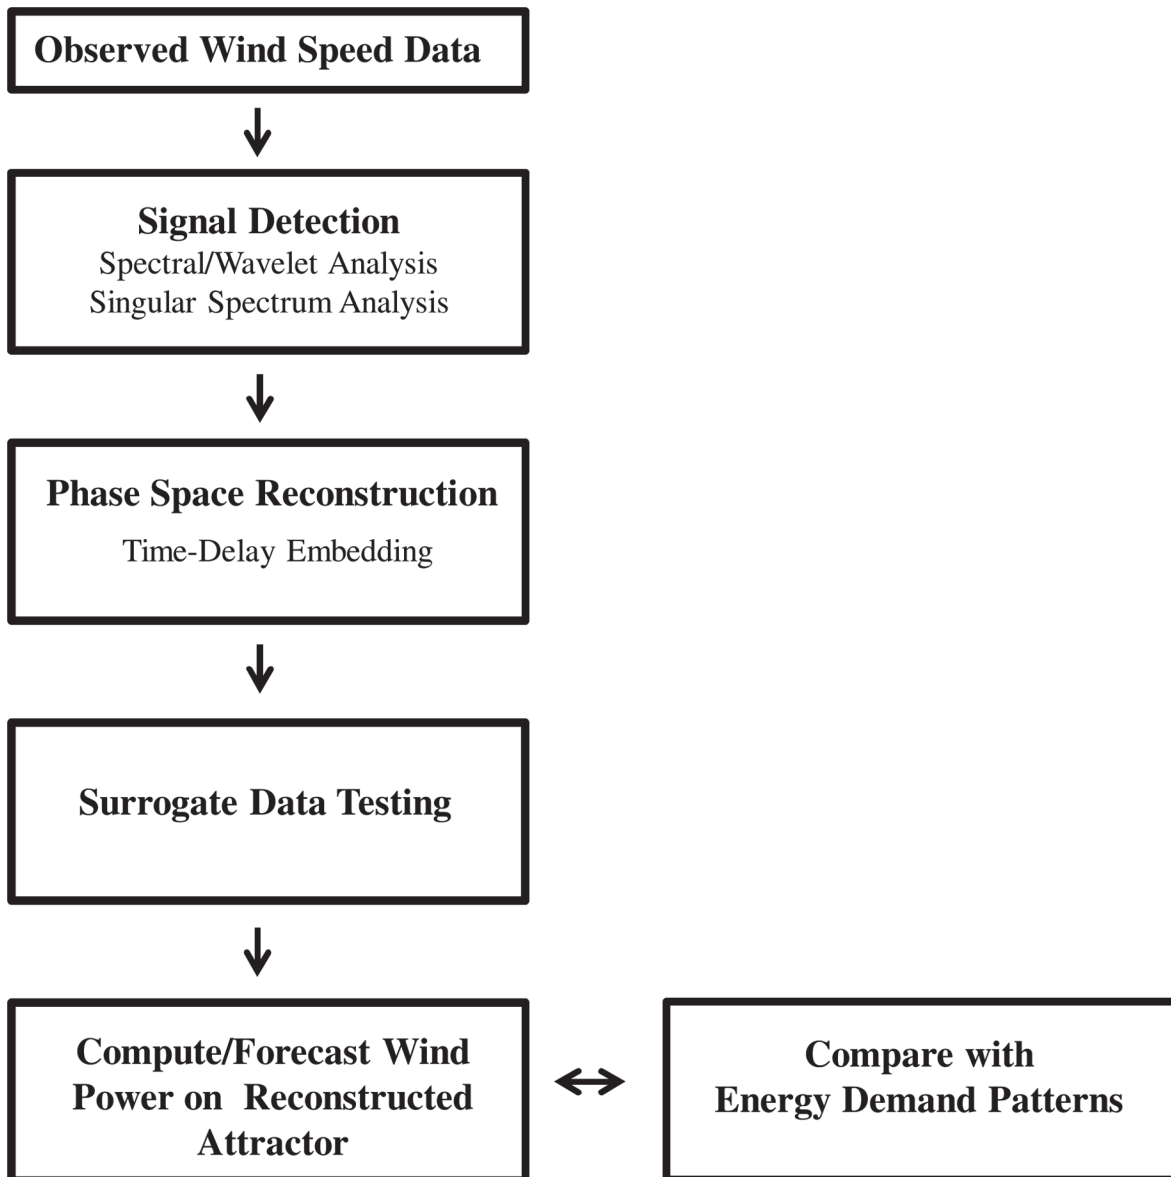 Observed Wind Speed Data
Signal Detection
Spectral/Wavelet Analysis
Singular Spectrum Analysis
Phase Space Reconstruction
Time-Delay Embedding
Surrogate Data Testing
Compute/Forecast Wind
Power on Reconstructed
Attractor
Compare with
Energy Demand Patterns